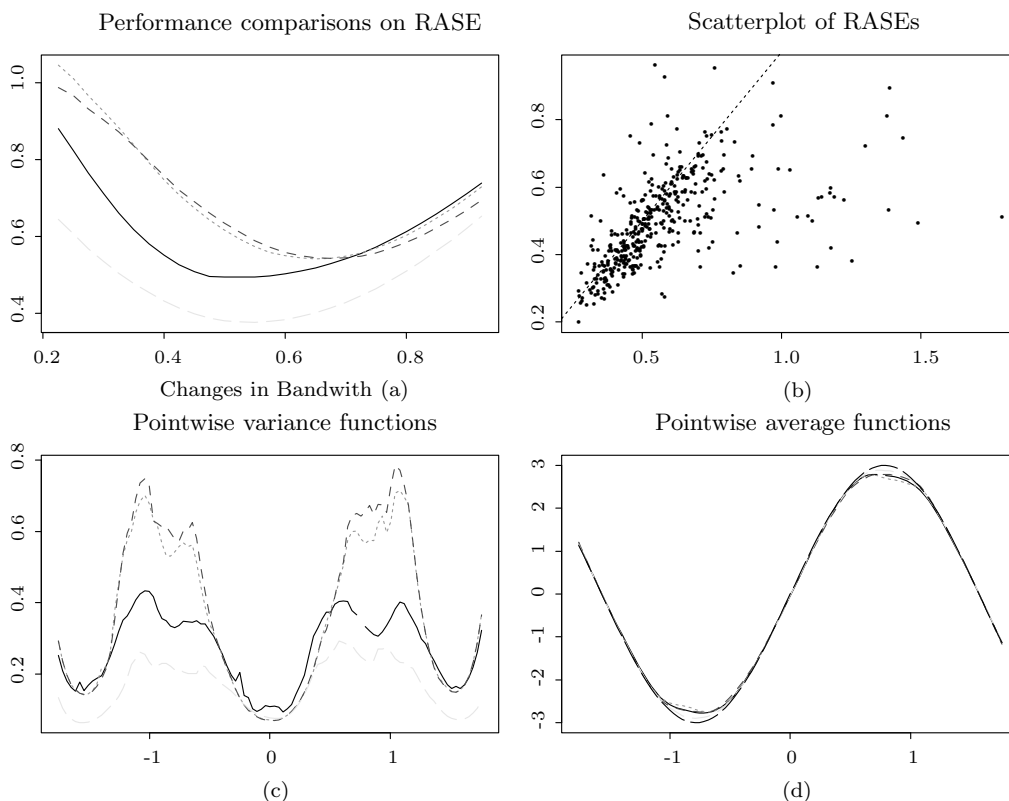 Performance comparisons on RASE
1.0
0.8
0.6
0.4
0.2 0.4 0.6 0.8
Changes in Bandwith (a)
Scatterplot of RASEs
0.8
0.6
0.4
0.2
0.5 1.0 1.5
(b)
Pointwise variance functions
0.8
0.6
0.4
0.2
-1 0 1
(c)
Pointwise average functions
3
2
1
0
-1
-2
-3
-1 0 1
(d)